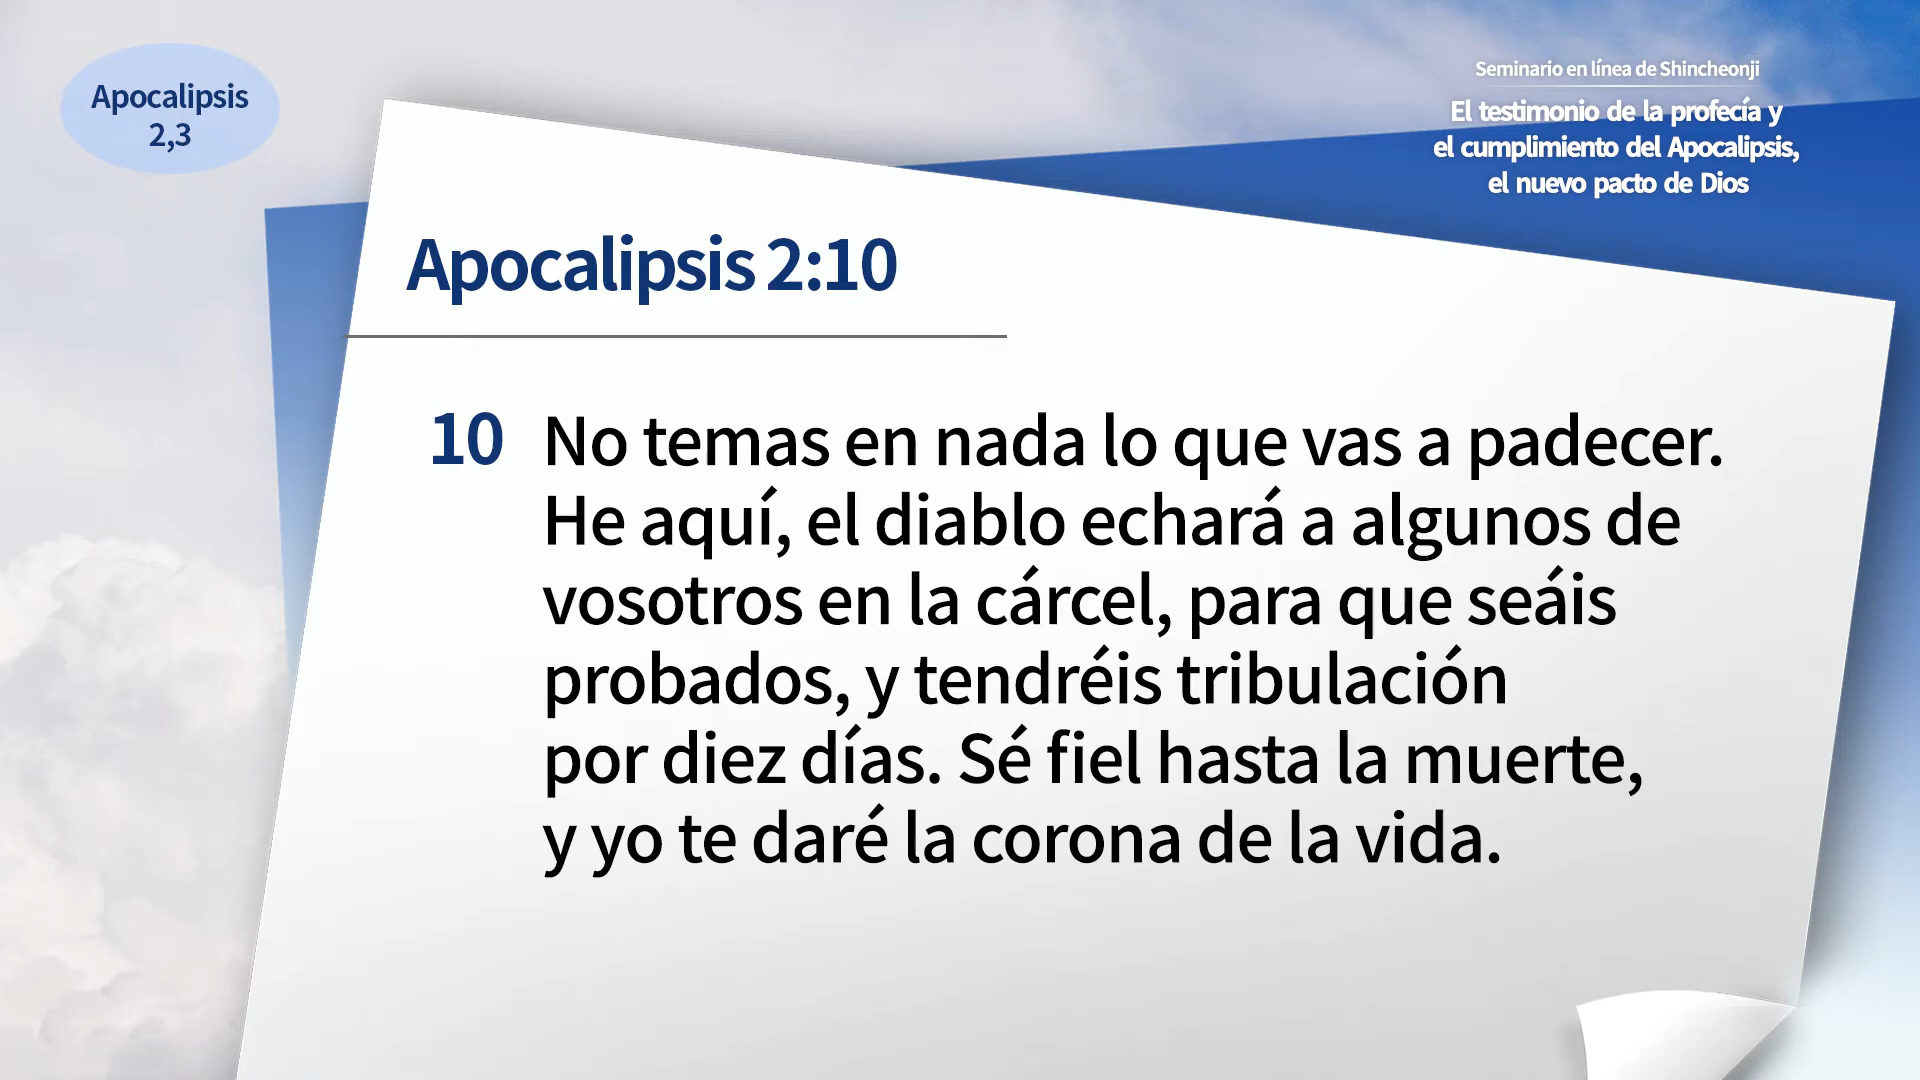 Apocalipsis
2,3
Seminario en línea de Shincheonji
El testimonio de la profecía y
el cumplimiento del Apocalipsis,
el nuevo pacto de Dios
Apocalipsis 2:10
10 No temas en nada lo que vas a padecer.
He aquí, el diablo echará a algunos de
vosotros en la cárcel, para que seáis
probados, y tendréis tribulación
por diez días. Sé fiel hasta la muerte,
y yo te daré la corona de la vida.